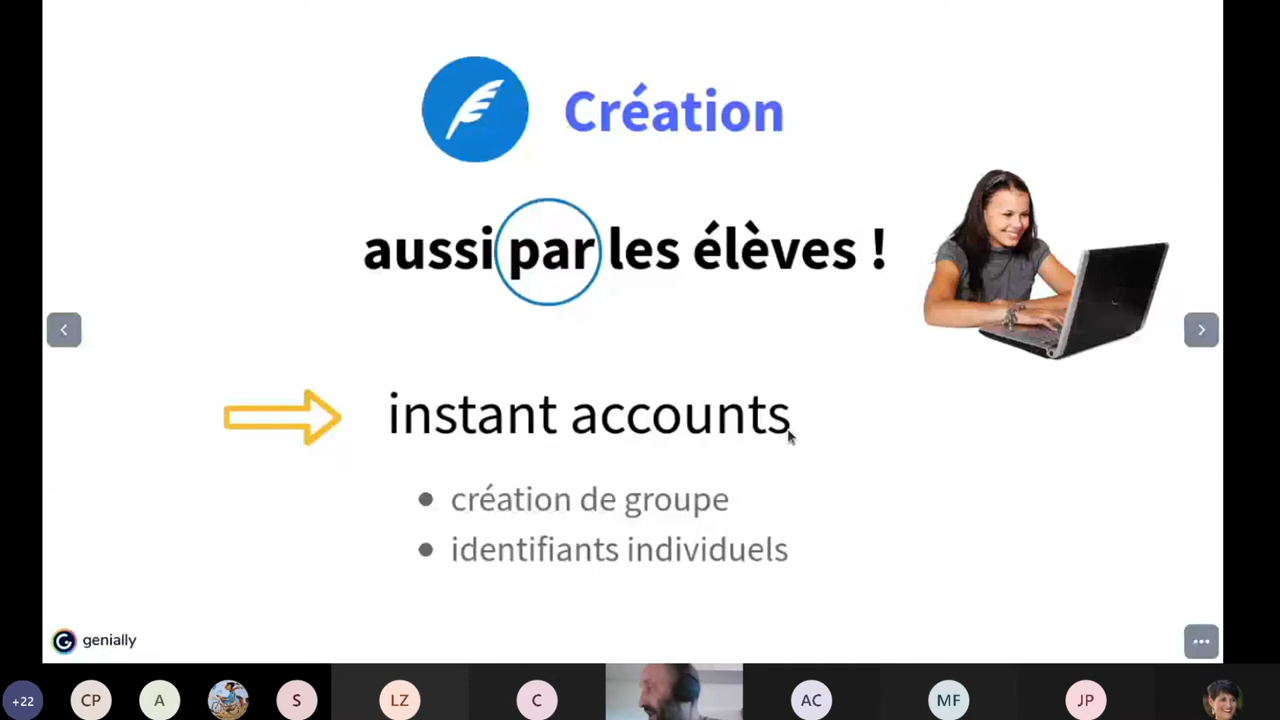 Création
aussi par les élèves !
instant accounts
création de groupe
identifiants individuels
genially
+22
CP
A
S
LZ
C
AC
MF
JP